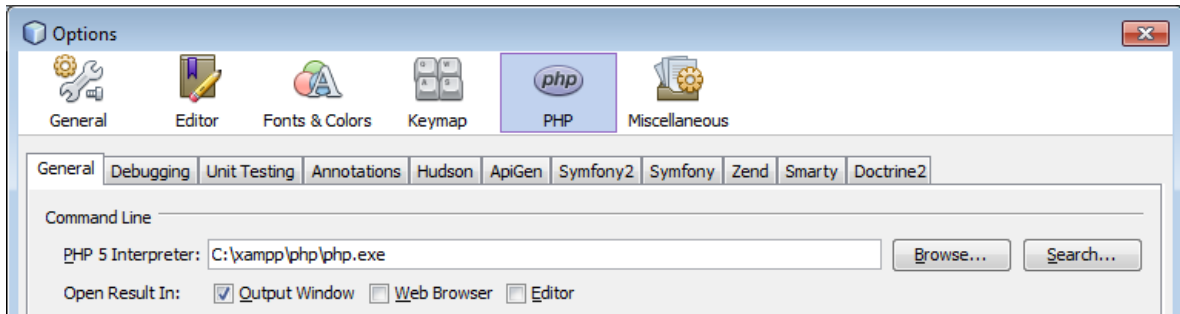 Options
php
General Editor Fonts & Colors Keymap PHP Miscellaneous
General Debugging Unit Testing Annotations Hudson ApiGen Symfony2 Symfony Zend Smarty Doctrine2
Command Line
PHP 5 Interpreter: C:\xampp\php\php.exe Browse... Search...
Open Result In: Output Window Web Browser Editor